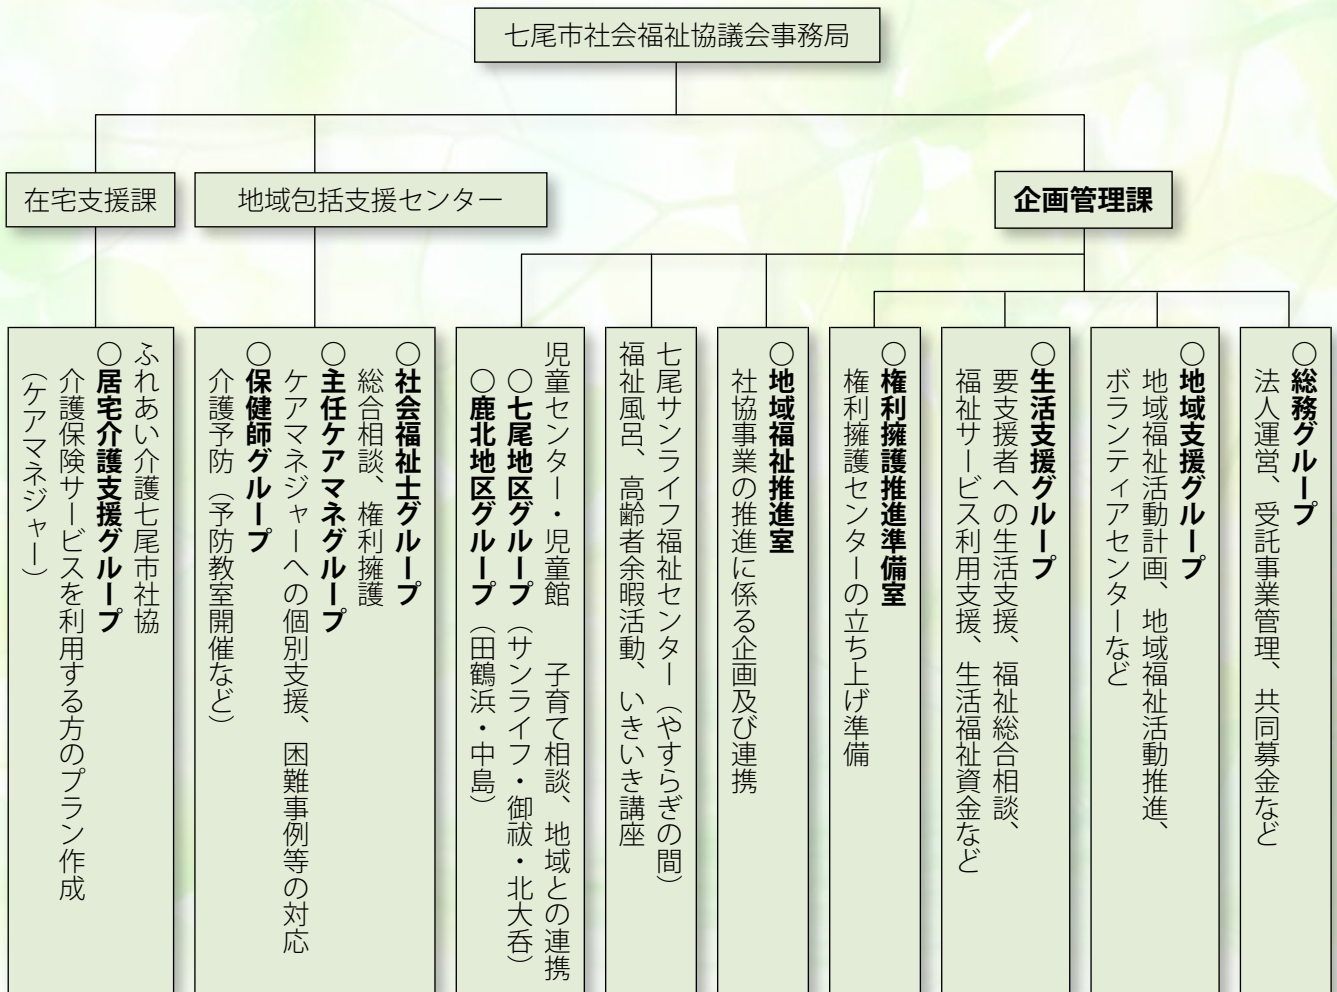 七尾市社会福祉協議会事務局
企画管理課
地域包括支援センター
在宅支援課
○総務グループ
法人運営、受託事業管理、共同募金など
○地域支援グループ
地域福祉活動計画、地域福祉活動推進、
ボランティアセンターなど
○生活支援グループ
要支援者への生活支援、福祉総合相談、
福祉サービス利用支援、生活福祉資金など
○権利擁護推進準備室
権利擁護センターの立ち上げ準備
○地域福祉推進室
社協事業の推進に係る企画及び連携
七尾サンライフ福祉センター（やすらぎの間）
福祉風呂、高齢者余暇活動、いきいき講座
児童センター・児童館　子育て相談、地域との連携
○七尾地区グループ（サンライフ・御祓・北大呑）
○鹿北地区グループ（田鶴浜・中島）
○社会福祉士グループ
総合相談、権利擁護
○主任ケアマネグループ
ケアマネジャーへの個別支援、困難事例等の対応
○保健師グループ
介護予防（予防教室開催など）
ふれあい介護七尾市社協
○居宅介護支援グループ
介護保険サービスを利用する方のプラン作成
（ケアマネジャー）